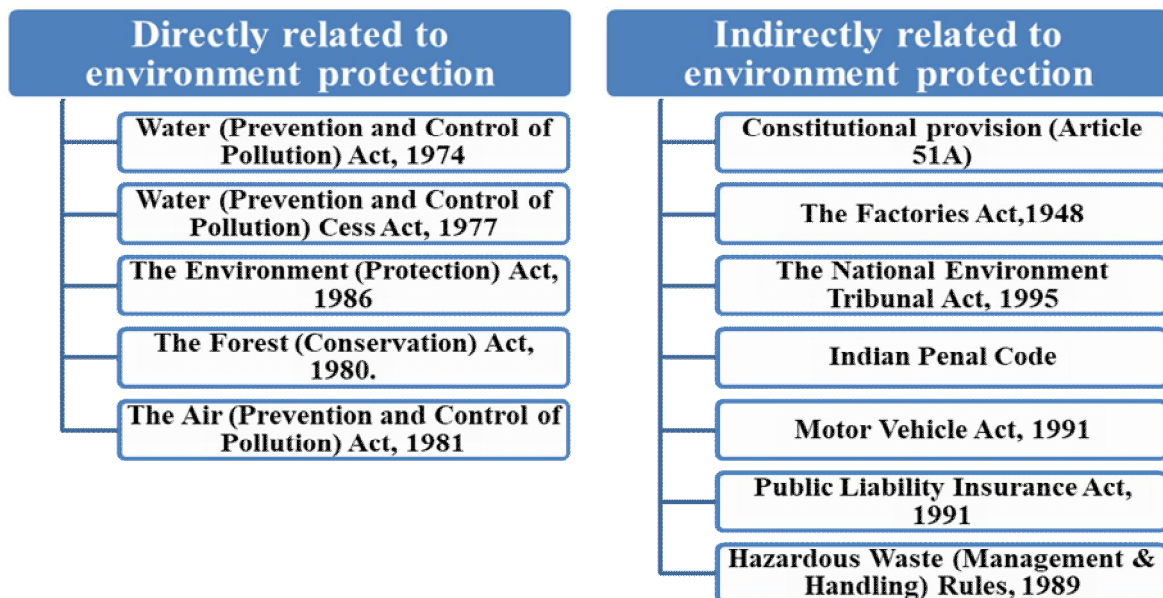 Directly related to
environment protection
Water (Prevention and Control of
Pollution) Act, 1974
Water (Prevention and Control of
Pollution) Cess Act, 1977
The Environment (Protection) Act,
1986
The Forest (Conservation) Act,
1980.
The Air (Prevention and Control of
Pollution) Act, 1981
Indirectly related to
environment protection
Constitutional provision (Article
51A)
The Factories Act,1948
The National Environment
Tribunal Act, 1995
Indian Penal Code
Motor Vehicle Act, 1991
Public Liability Insurance Act,
1991
Hazardous Waste (Management &
Handling) Rules, 1989